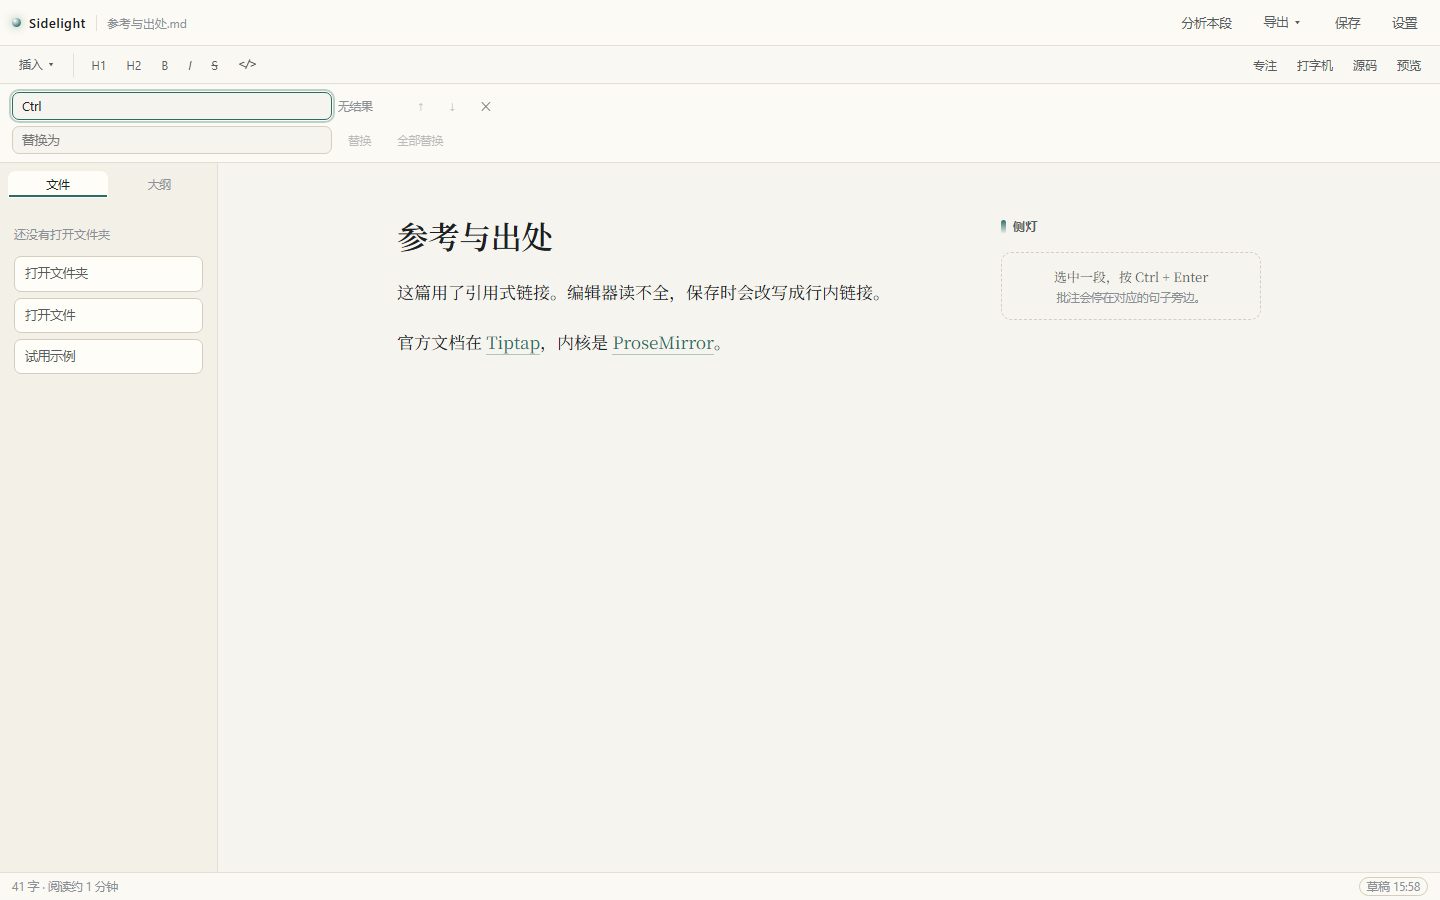 Sidelight 参考与出处.md 分析本段 导出 保存 设置
插入 H1 H2 B I S </> 专注 打字机 源码 预览
Ctrl 无结果 ↑ ↓ ×
替换为 替换 全部替换
文件 大纲
还没有打开文件夹
打开文件夹
打开文件
试用示例
参考与出处
这篇用了引用式链接。编辑器读不全，保存时会改写成行内链接。
官方文档在 Tiptap，内核是 ProseMirror。
侧灯
选中一段，按 Ctrl + Enter
批注会停在对应的句子旁边。
41 字 · 阅读约 1 分钟 草稿 15:58